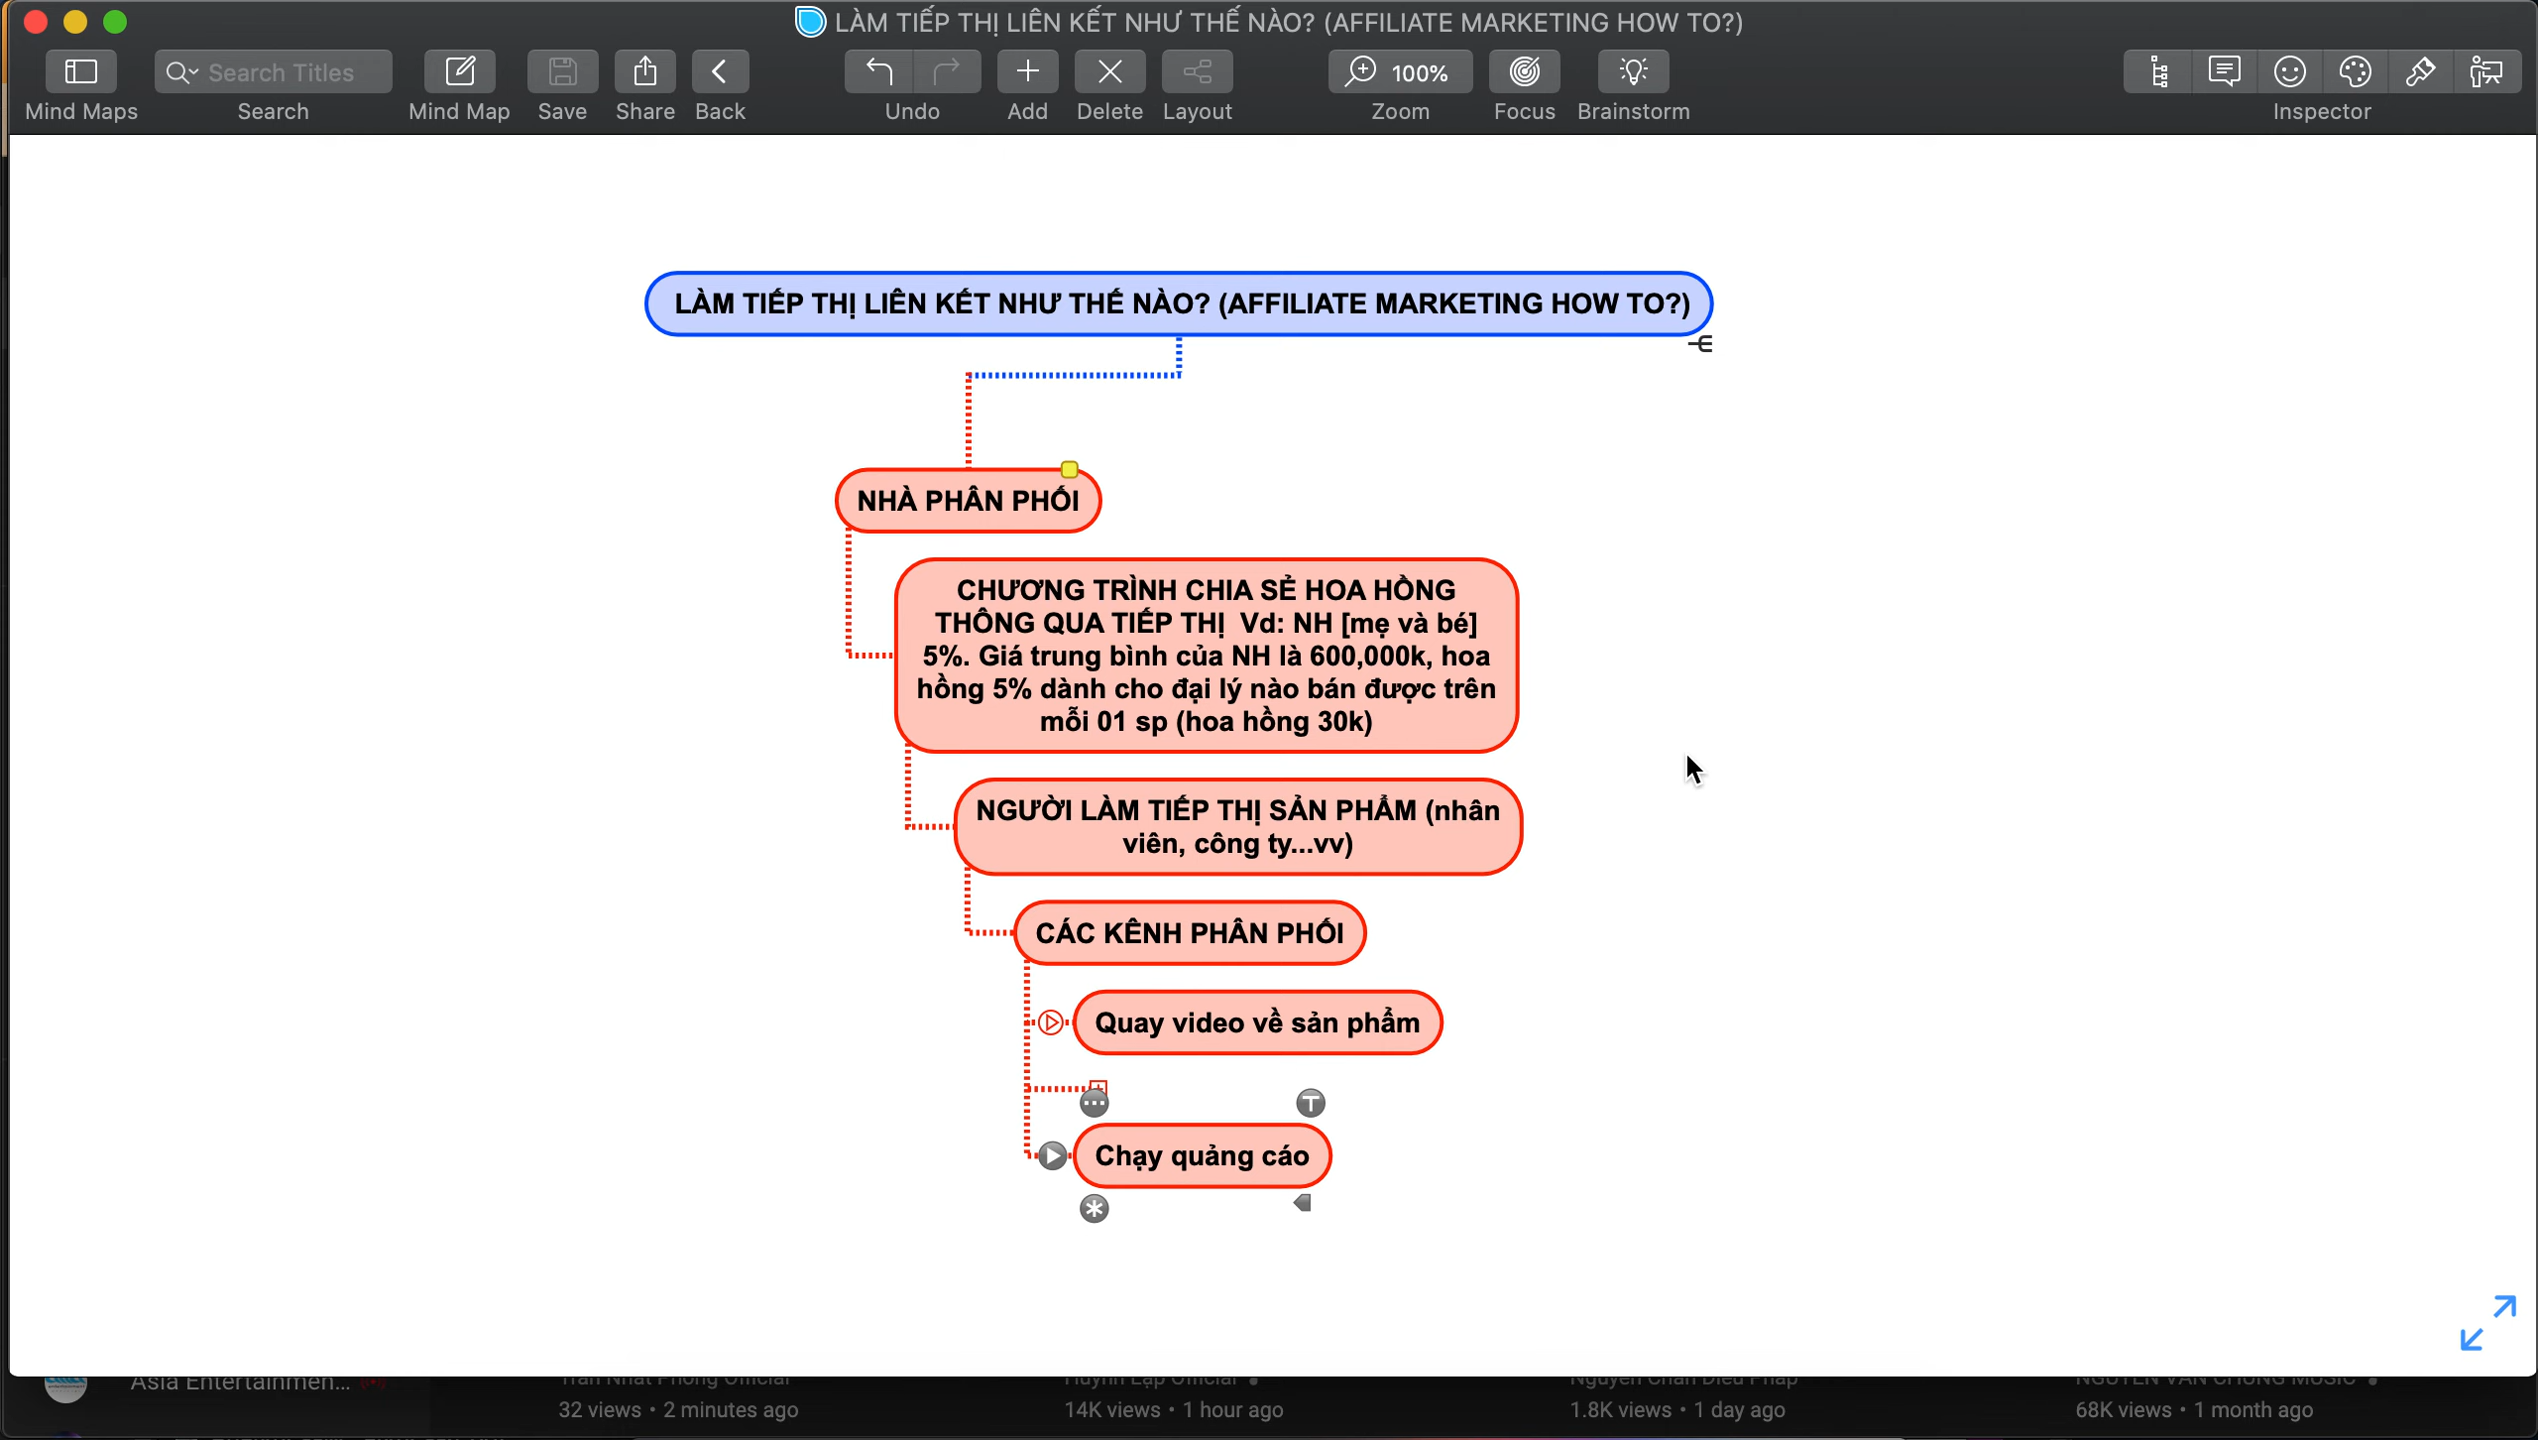 LÀM TIẾP THỊ LIÊN KẾT NHƯ THẾ NÀO? (AFFILIATE MARKETING HOW TO?)
Search Titles
100%
Mind Maps
Search
Mind Map
Save
Share
Back
Undo
Add
Delete
Layout
Zoom
Focus
Brainstorm
Inspector
LÀM TIẾP THỊ LIÊN KẾT NHƯ THẾ NÀO? (AFFILIATE MARKETING HOW TO?)
NHÀ PHÂN PHỐI
CHƯƠNG TRÌNH CHIA SẺ HOA HỒNG
THÔNG QUA TIẾP THỊ Vd: NH [mẹ và bé]
5%. Giá trung bình của NH là 600,000k, hoa
hồng 5% dành cho đại lý nào bán được trên
mỗi 01 sp (hoa hồng 30k)
NGƯỜI LÀM TIẾP THỊ SẢN PHẨM (nhân
viên, công ty...vv)
CÁC KÊNH PHÂN PHỐI
Quay video về sản phẩm
Chạy quảng cáo
Asia Entertainmen...
32 views • 2 minutes ago
14K views • 1 hour ago
1.8K views • 1 day ago
68K views • 1 month ago